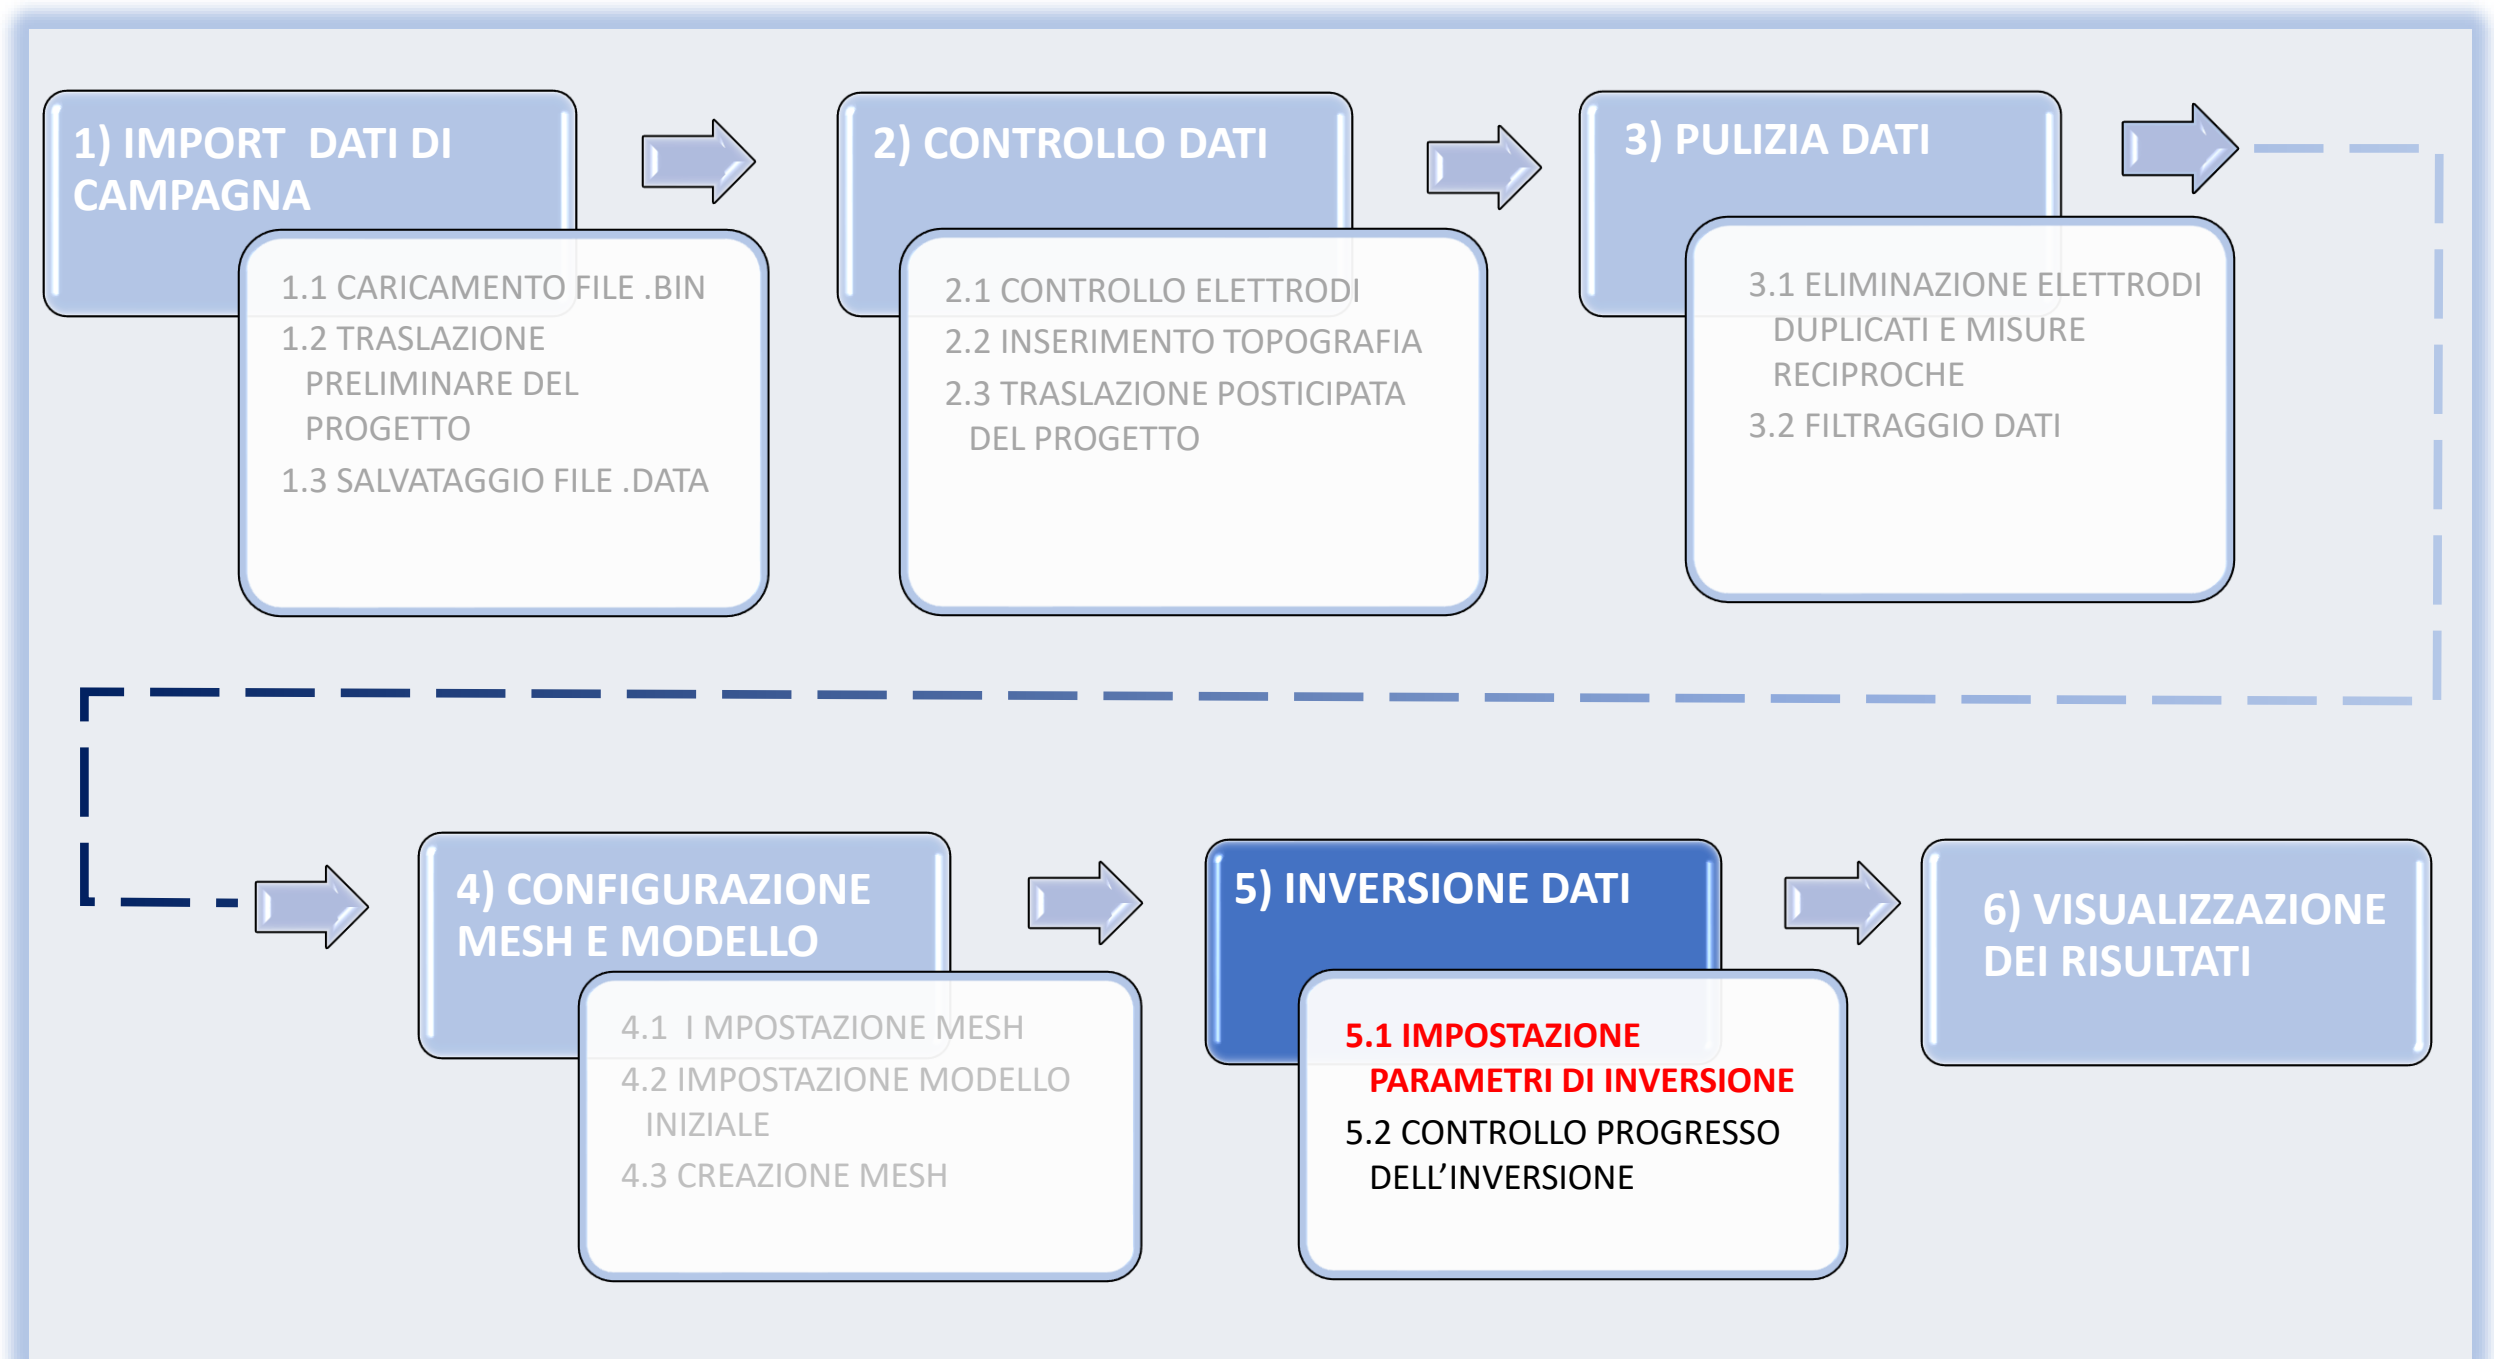 1) IMPORT  DATI DI
CAMPAGNA
1.1 CARICAMENTO FILE .BIN
1.2 TRASLAZIONE
PRELIMINARE DEL
PROGETTO
1.3 SALVATAGGIO FILE .DATA
2) CONTROLLO DATI
2.1 CONTROLLO ELETTRODI
2.2 INSERIMENTO TOPOGRAFIA
2.3 TRASLAZIONE POSTICIPATA
DEL PROGETTO
3) PULIZIA DATI
3.1 ELIMINAZIONE ELETTRODI
DUPLICATI E MISURE
RECIPROCHE
3.2 FILTRAGGIO DATI
4) CONFIGURAZIONE
MESH E MODELLO
4.1  I MPOSTAZIONE MESH
4.2 IMPOSTAZIONE MODELLO
INIZIALE
4.3 CREAZIONE MESH
5) INVERSIONE DATI
5.1 IMPOSTAZIONE
PARAMETRI DI INVERSIONE
5.2 CONTROLLO PROGRESSO
DELL’INVERSIONE
6) VISUALIZZAZIONE
DEI RISULTATI